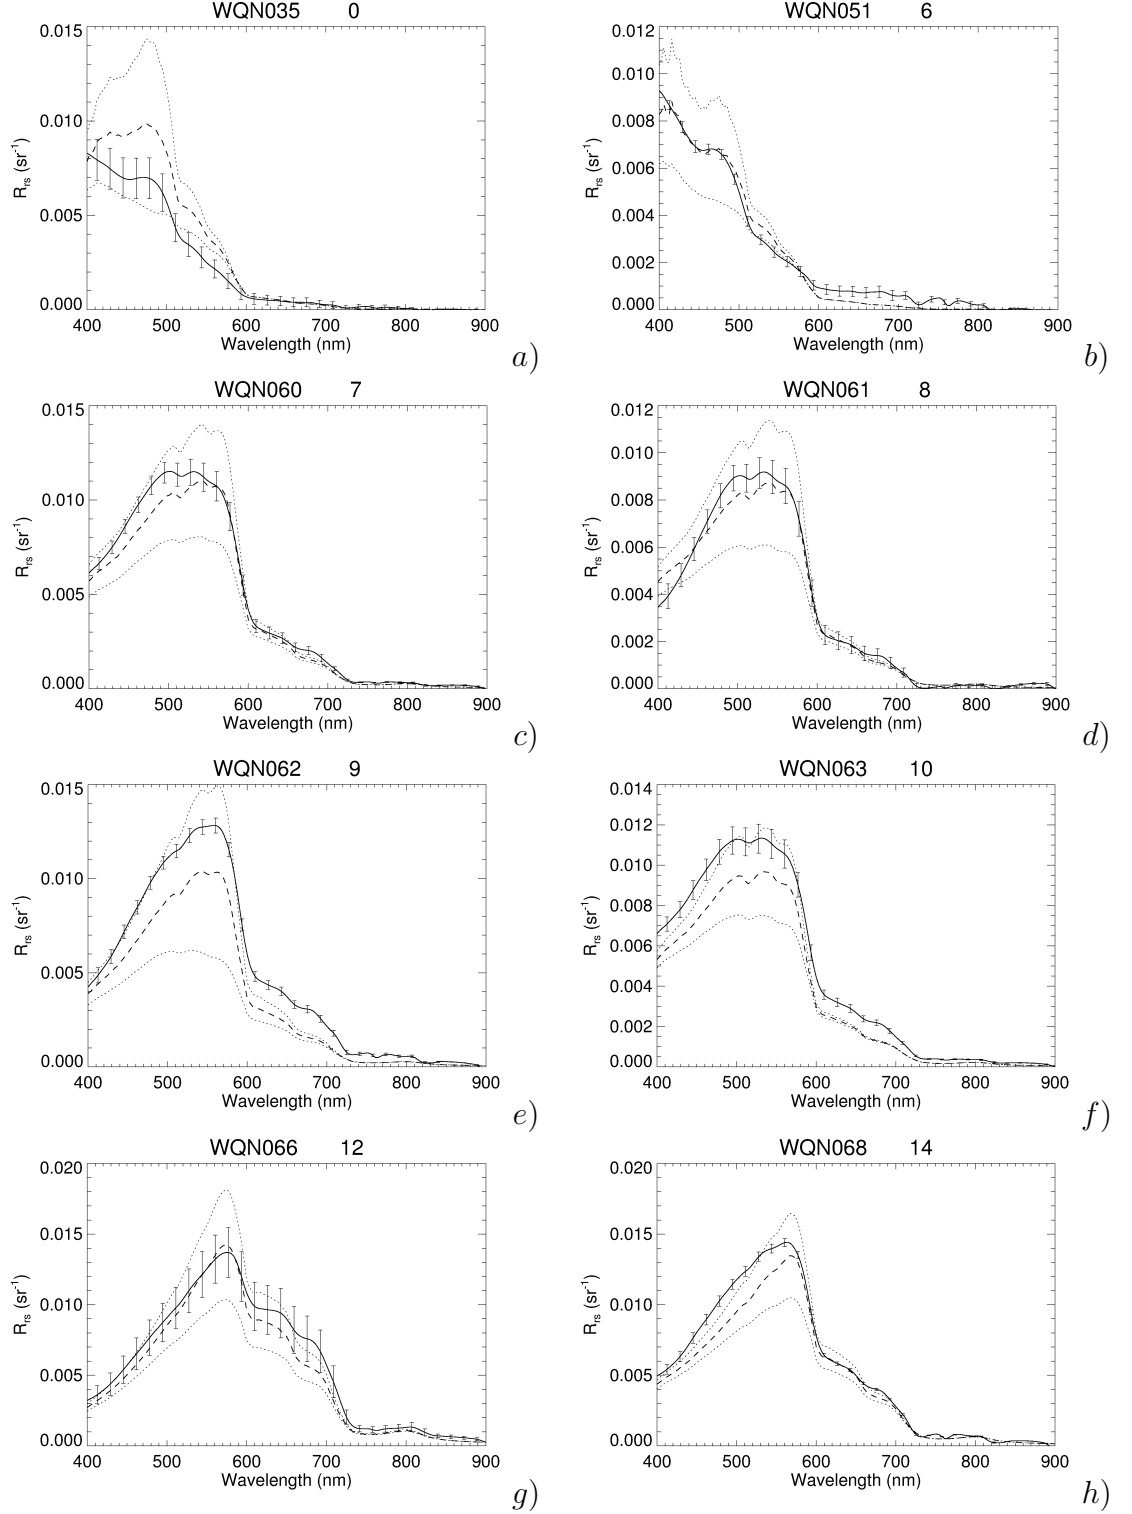 WQN035 0
0.015
0.010
0.005
0.000
Rrs (sr-1)
400 500 600 700 800 900
Wavelength (nm)
a)
WQN051 6
0.012
0.010
0.008
0.006
0.004
0.002
0.000
Rrs (sr-1)
400 500 600 700 800 900
Wavelength (nm)
b)
WQN060 7
0.015
0.010
0.005
0.000
Rrs (sr-1)
400 500 600 700 800 900
Wavelength (nm)
c)
WQN061 8
0.012
0.010
0.008
0.006
0.004
0.002
0.000
Rrs (sr-1)
400 500 600 700 800 900
Wavelength (nm)
d)
WQN062 9
0.015
0.010
0.005
0.000
Rrs (sr-1)
400 500 600 700 800 900
Wavelength (nm)
e)
WQN063 10
0.014
0.012
0.010
0.008
0.006
0.004
0.002
0.000
Rrs (sr-1)
400 500 600 700 800 900
Wavelength (nm)
f)
WQN066 12
0.020
0.015
0.010
0.005
0.000
Rrs (sr-1)
400 500 600 700 800 900
Wavelength (nm)
g)
WQN068 14
0.020
0.015
0.010
0.005
0.000
Rrs (sr-1)
400 500 600 700 800 900
Wavelength (nm)
h)